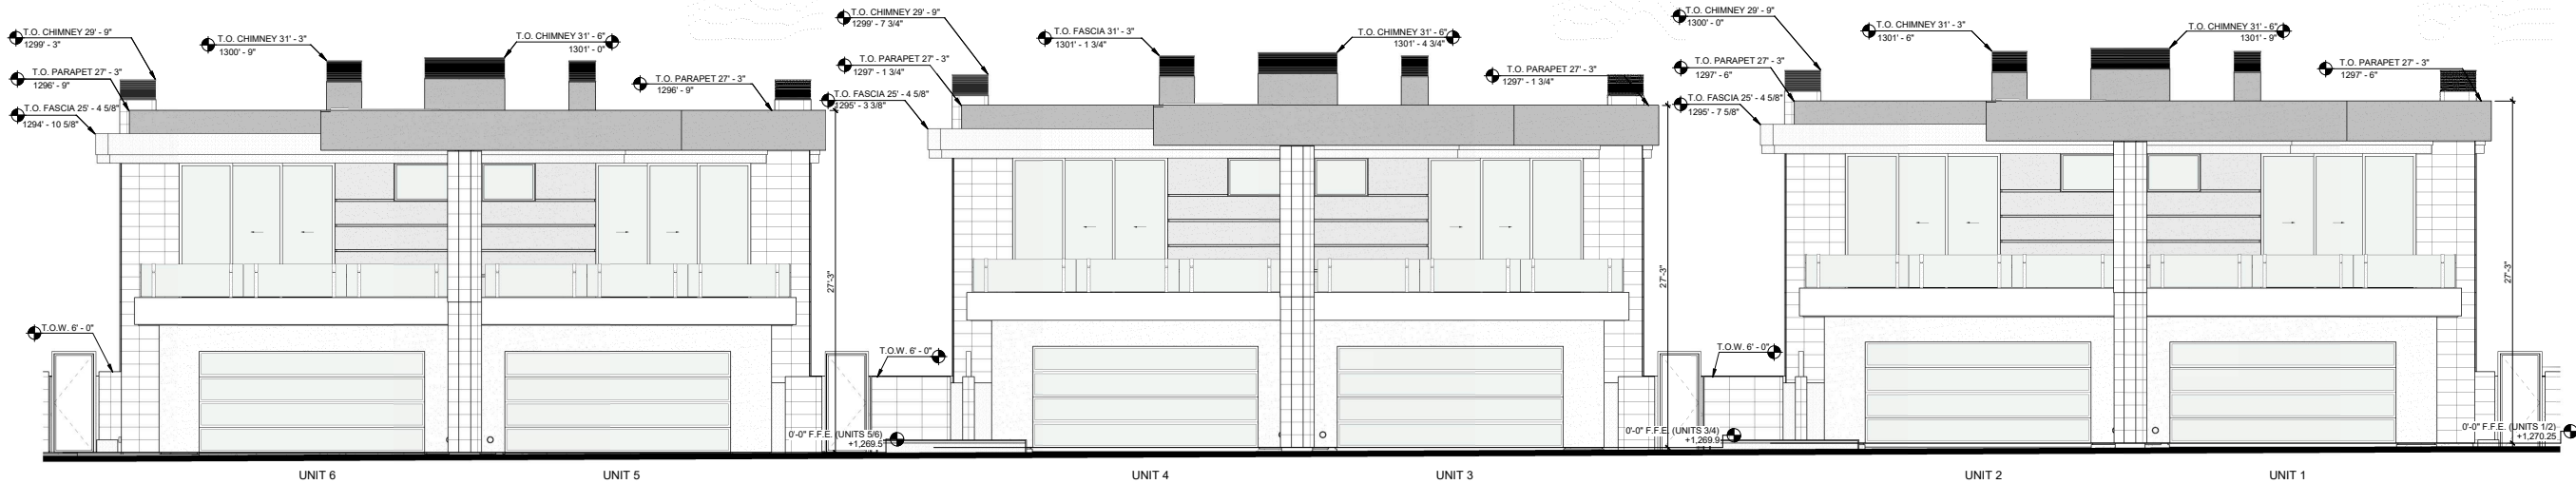 T.O. CHIMNEY 29' - 9"
1299' - 3"
T.O. PARAPET 27' - 3"
1296' - 9"
T.O. FASCIA 25' - 4 5/8"
1294' - 10 5/8"
T.O. CHIMNEY 31' - 3"
1300' - 9"
T.O. CHIMNEY 31' - 6"
1301' - 0"
T.O. PARAPET 27' - 3"
1296' - 9"
T.O.W. 6' - 0"
27'-3"
T.O. CHIMNEY 29' - 9"
1299' - 7 3/4"
T.O. PARAPET 27' - 3"
1297' - 1 3/4"
T.O. FASCIA 25' - 4 5/8"
1295' - 3 3/8"
T.O. FASCIA 31' - 3"
1301' - 1 3/4"
T.O. CHIMNEY 31' - 6"
1301' - 4 3/4"
T.O. PARAPET 27' - 3"
1297' - 1 3/4"
T.O.W. 6' - 0"
27'-3"
0'-0" F.F.E. (UNITS 5/6)
+1,269.5
T.O. CHIMNEY 29' - 9"
1300' - 0"
T.O. PARAPET 27' - 3"
1297' - 6"
T.O. FASCIA 25' - 4 5/8"
1295' - 7 5/8"
T.O. CHIMNEY 31' - 3"
1301' - 6"
T.O. CHIMNEY 31' - 6"
1301' - 9"
T.O. PARAPET 27' - 3"
1297' - 6"
T.O.W. 6' - 0"
27'-3"
0'-0" F.F.E. (UNITS 3/4)
+1,269.9
0'-0" F.F.E. (UNITS 1/2)
+1,270.25
UNIT 6
UNIT 5
UNIT 4
UNIT 3
UNIT 2
UNIT 1